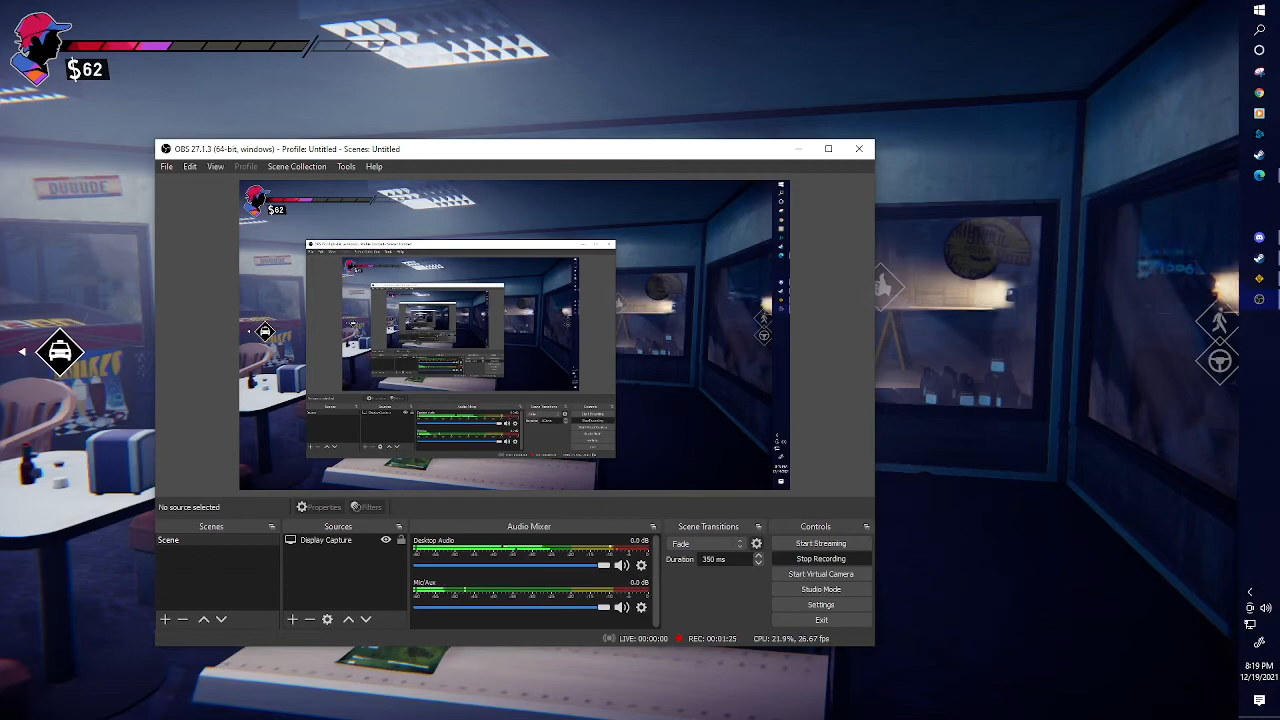 $62
OBS 27.1.3 (64-bit, windows) - Profile: Untitled - Scenes: Untitled
File Edit View Profile Scene Collection Tools Help
DUUUDE
$62
No source selected
Properties
Filters
Scenes
Sources
Audio Mixer
Scene Transitions
Controls
Scene
Display Capture
Desktop Audio 0.0 dB
Mic/Aux 0.0 dB
Fade
Duration 350 ms
Start Streaming
Stop Recording
Start Virtual Camera
Studio Mode
Settings
Exit
LIVE: 00:00:00
REC: 00:01:25
CPU: 21.9%, 26.67 fps
8:19 PM
12/19/2021